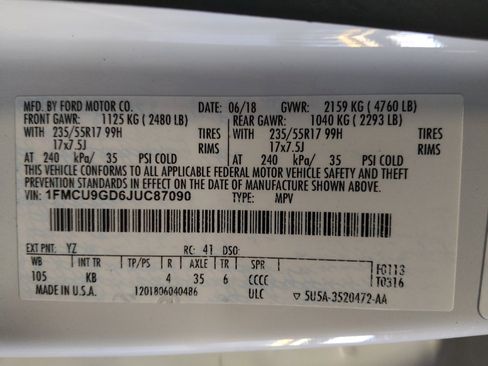 MFD. BY FORD MOTOR CO. DATE: 06/18 GVWR: 2159 KG ( 4760 LB)
FRONT GAWR: 1125 KG ( 2480 LB) REAR GAWR: 1040 KG ( 2293 LB)
WITH 235/55R17 99H TIRES WITH 235/55R17 99H TIRES
17x7.5J RIMS 17x7.5J RIMS
AT 240 kPa/ 35 PSI COLD AT 240 kPa/ 35 PSI COLD
THIS VEHICLE CONFORMS TO ALL APPLICABLE FEDERAL MOTOR VEHICLE SAFETY AND THEFT
PREVENTION STANDARDS IN EFFECT ON THE DATE OF MANUFACTURE SHOWN ABOVE.
VIN: 1FMCU9GD6JUC87090 TYPE: MPV
EXT PNT: YZ RC: 41 DSO:
WB INT TR TP/PS R AXLE TR SPR
105 KB 4 35 6 CCCC
F0113
T0316
MADE IN U.S.A. 1201806040486 ULC ▽ 5U5A-3520472-AA